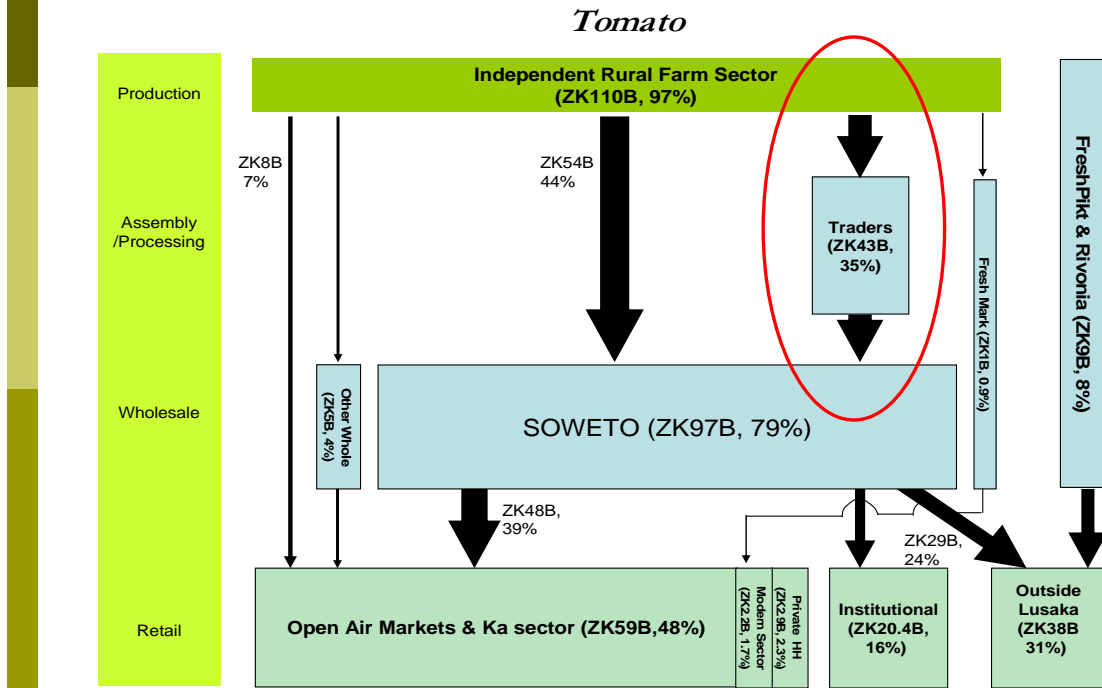 Tomato
Production
Independent Rural Farm Sector
(ZK110B, 97%)
ZK8B
7%
ZK54B
44%
Assembly
/Processing
Traders
(ZK43B,
35%)
Fresh Mark (ZK1B, 0.9%)
FreshPikt & Rivonia (ZK9B, 8%)
Wholesale
Other Whole
(ZK5B, 4%)
SOWETO (ZK97B, 79%)
ZK48B,
39%
ZK29B,
24%
Retail
Open Air Markets & Ka sector (ZK59B,48%)
Modern Sector
(ZK2.2B, 1.7%)
Private HH
(ZK2.9B, 2.3%)
Institutional
(ZK20.4B,
16%)
Outside
Lusaka
(ZK38B
31%)